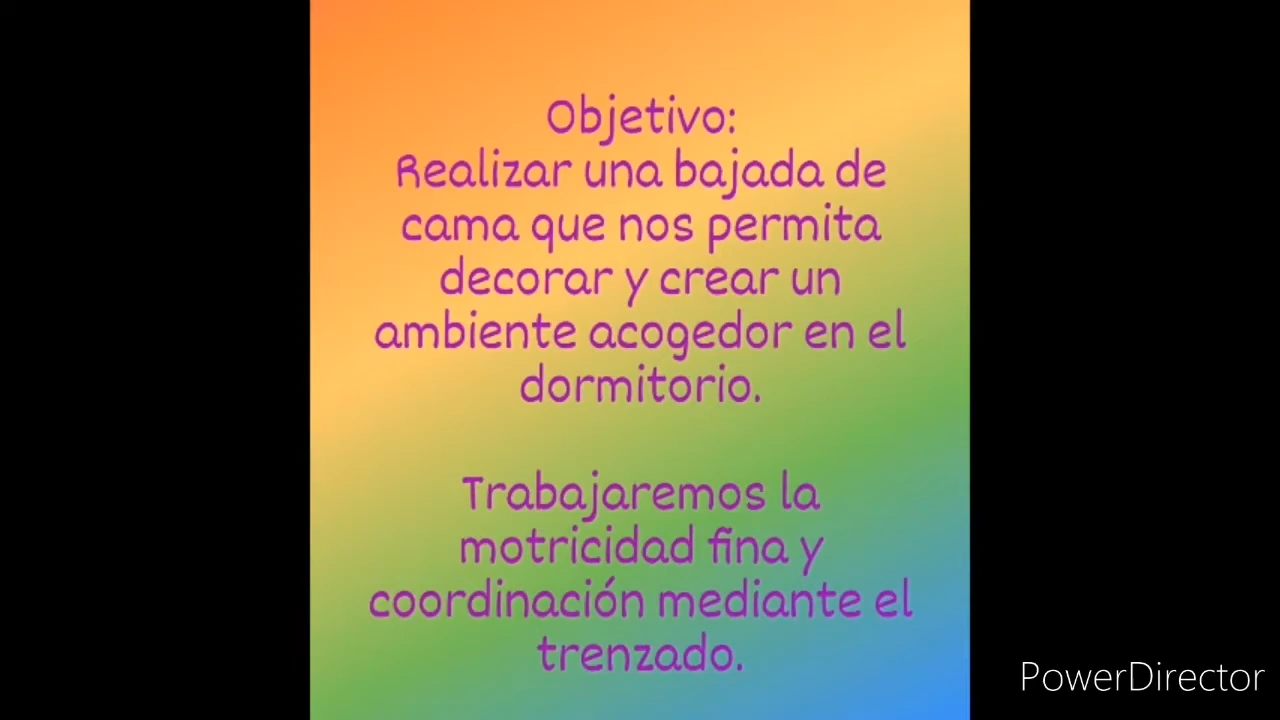 Objetivo:
Realizar una bajada de
cama que nos permita
decorar y crear un
ambiente acogedor en el
dormitorio.
Trabajaremos la
motricidad fina y
coordinación mediante el
trenzado.
PowerDirector